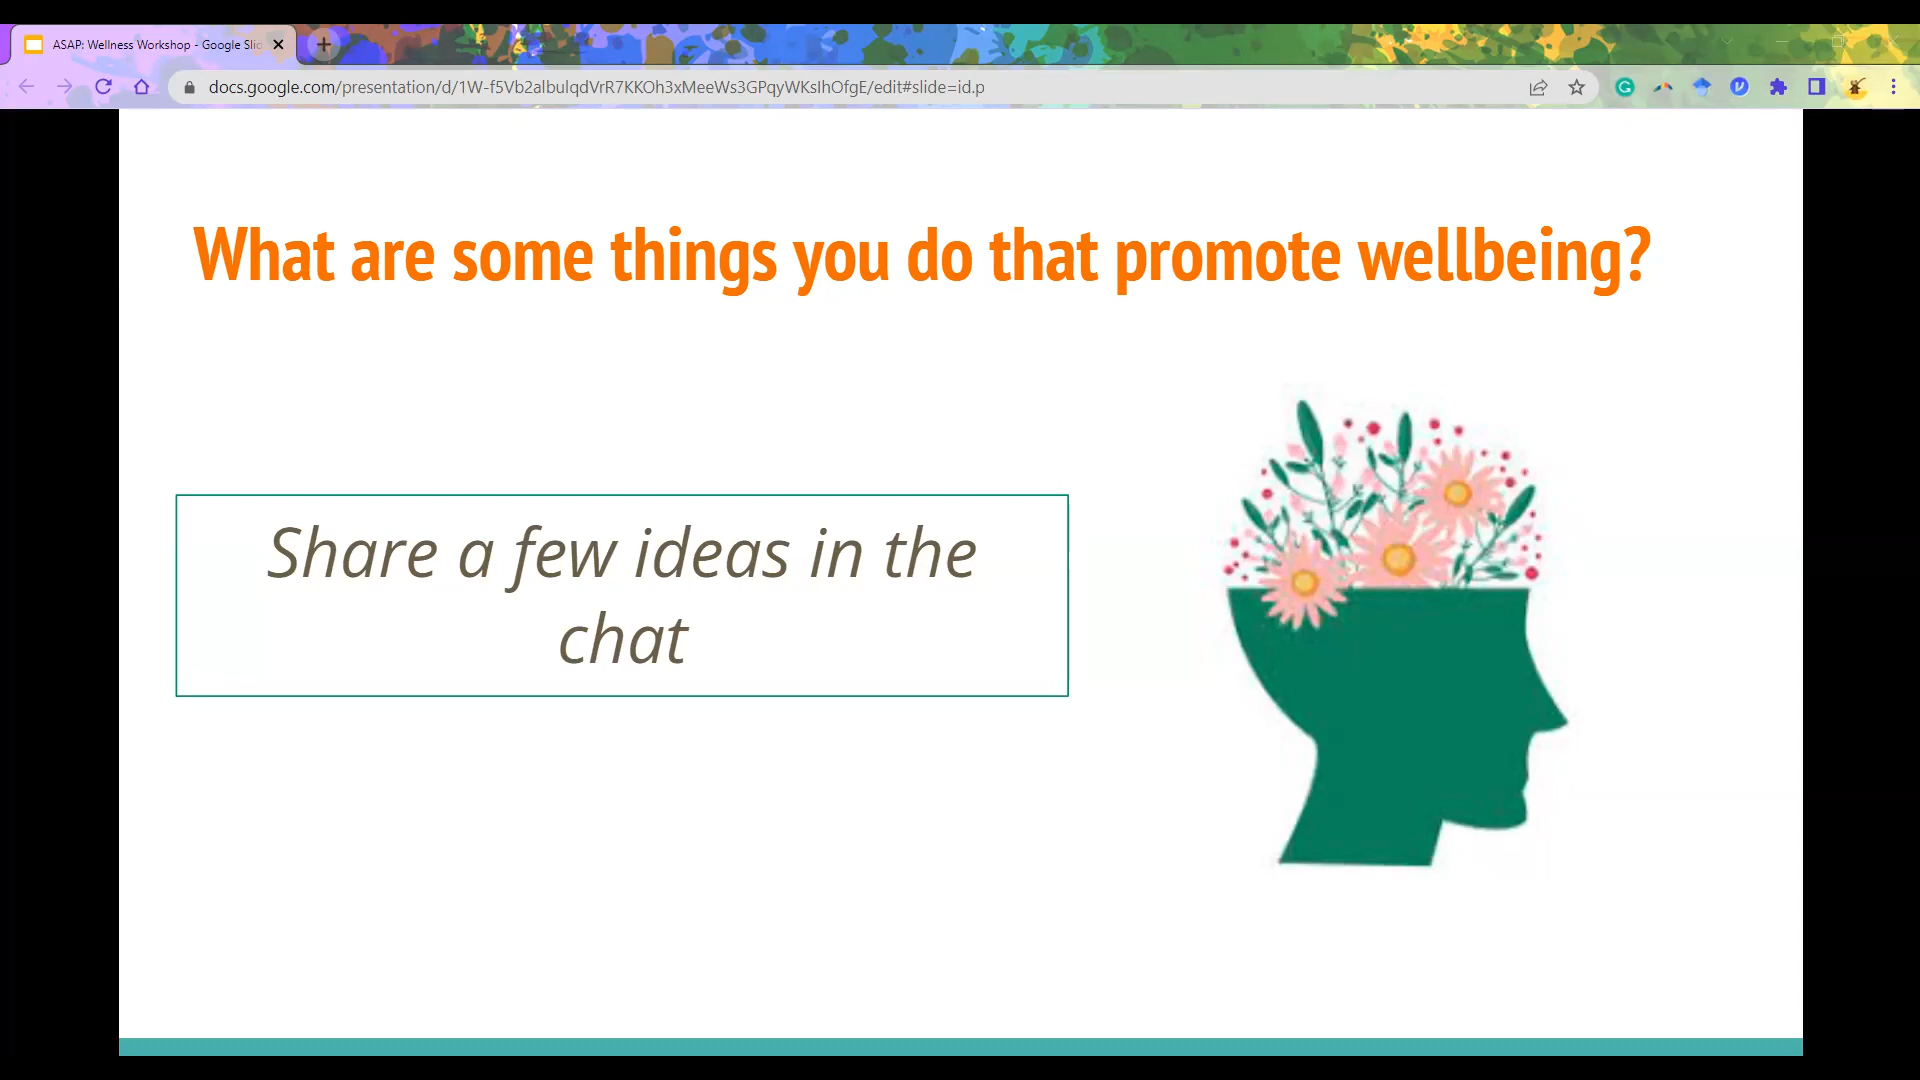 ASAP: Wellness Workshop - Google Slid
docs.google.com/presentation/d/1W-f5Vb2albulqdVrR7KKOh3xMeeWs3GPqyWKsIhOfgE/edit#slide=id.p
What are some things you do that promote wellbeing?
Share a few ideas in the
chat